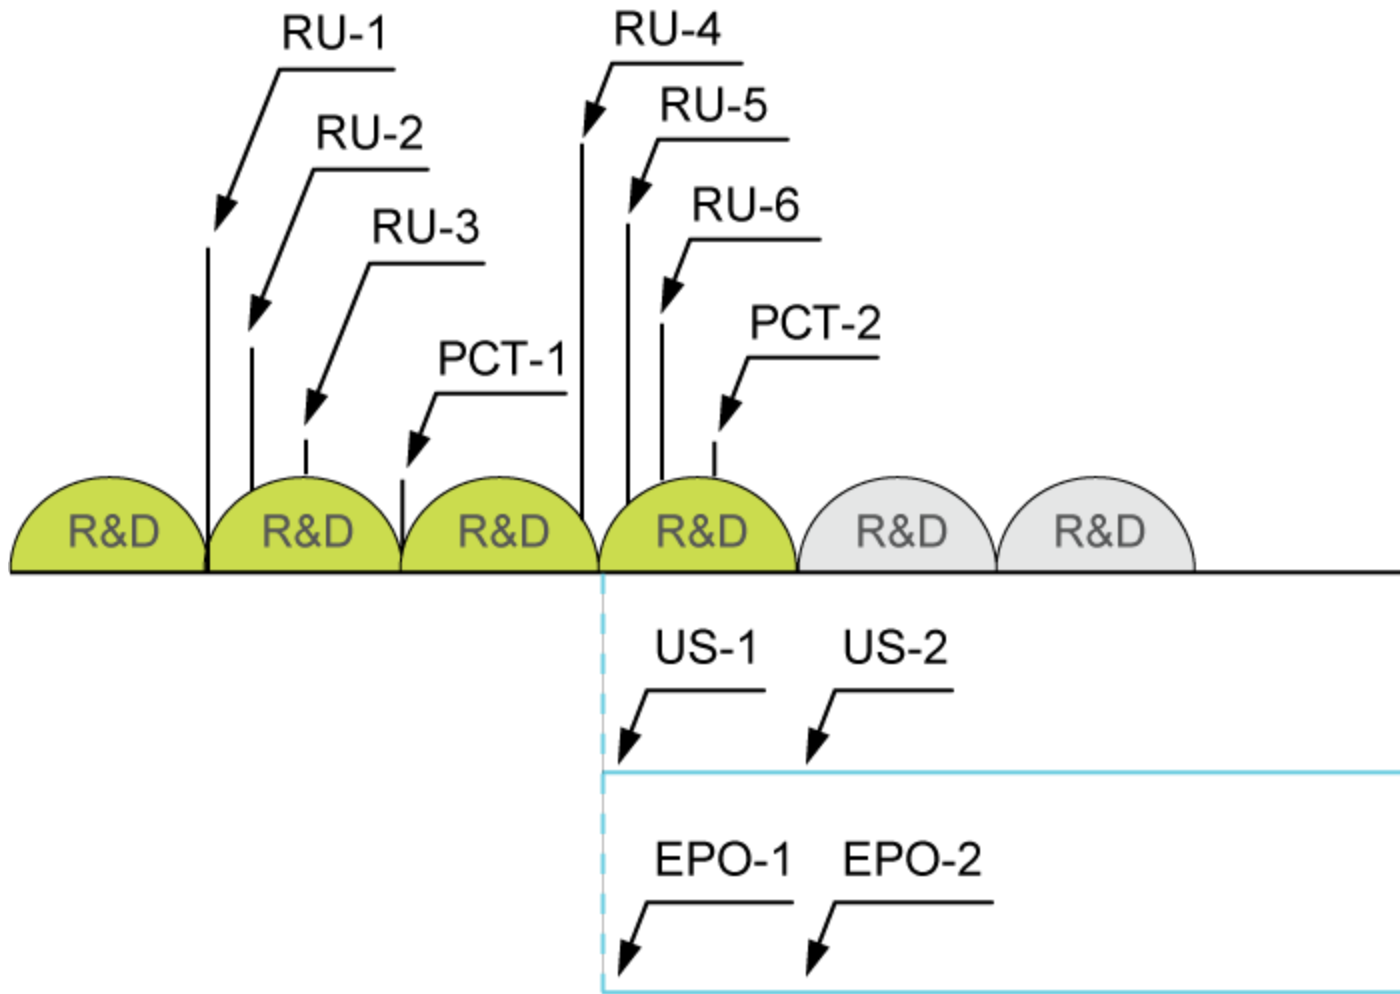 RU-1
RU-4
RU-5
RU-2
RU-6
RU-3
PCT-2
PCT-1
R&D R&D R&D R&D R&D R&D
US-1 US-2
EPO-1 EPO-2